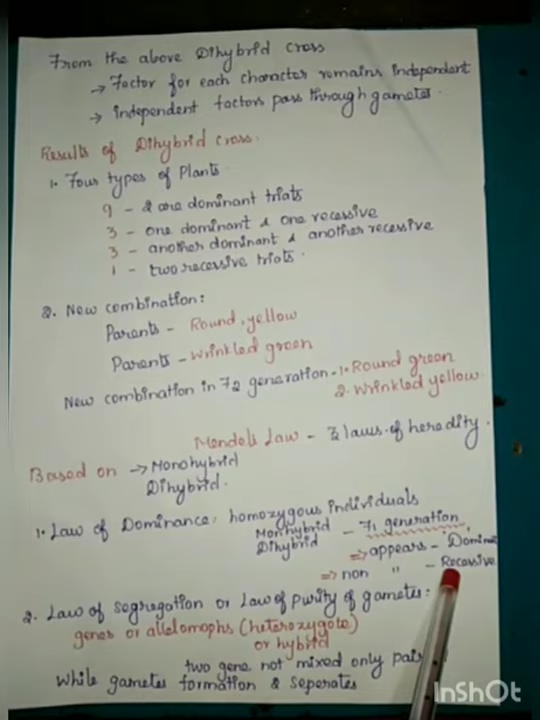 From the above Dihybrid cross
→ Factor for each character remains independent
→ independent factors pass through gametes.
Results of Dihybrid cross.
1. Four types of Plants
9 - 2 are dominant triats
3 - one dominant & one recessive
3 - another dominant & another recessive
1 - two recessive triats.
2. New combination:
Parents - Round, yellow
Parents - Wrinkled green
New combination in F2 generation - 1. Round green
2. Wrinkled yellow.
Mendels Law - 3 laws of heredity.
Based on → Monohybrid
Dihybrid.
1. Law of Dominance: homozygous individuals
Monohybrid
Dihybrid - F1 generation
⇒ appears - 'Domina
⇒ non " - Recessive
2. Law of segregation or Law of purity of gametes:
genes or allelomophs (heterozygote)
or hybrid
two gene not mixed only pai
While gametes formation & seperates
InShOt